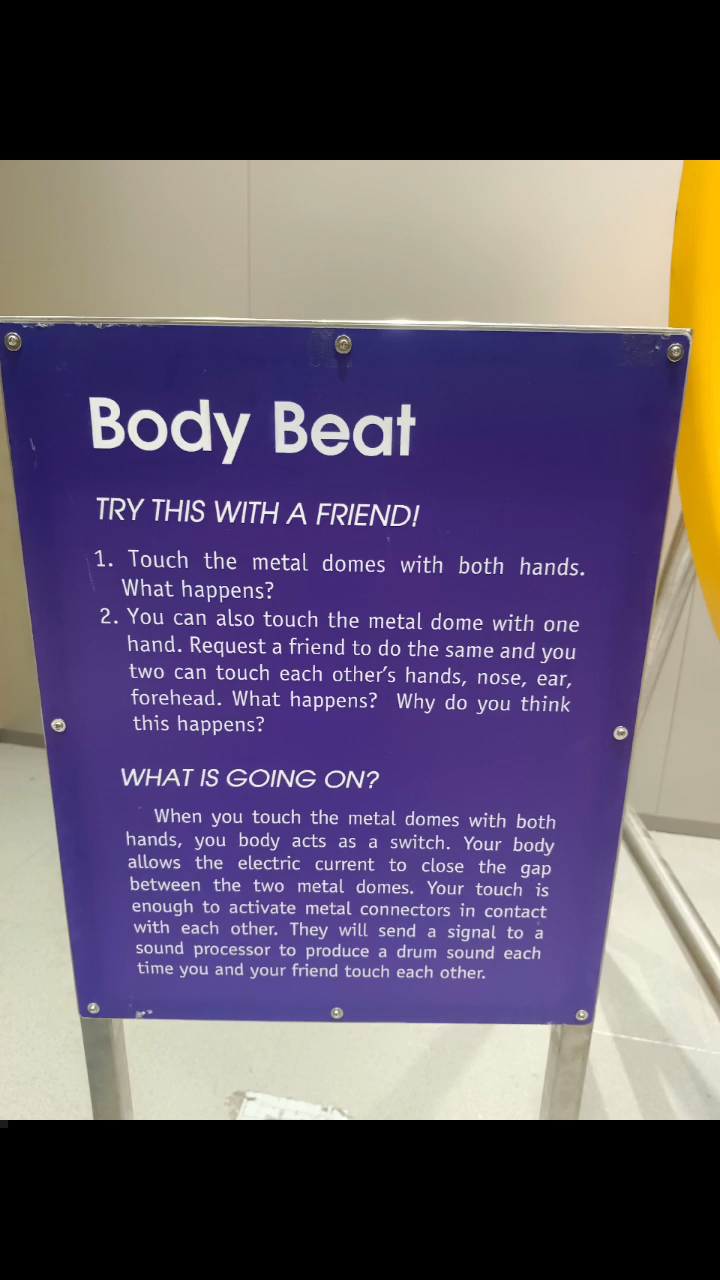 Body Beat
TRY THIS WITH A FRIEND!
1. Touch the metal domes with both hands.
What happens?
2. You can also touch the metal dome with one
hand. Request a friend to do the same and you
two can touch each other's hands, nose, ear,
forehead. What happens? Why do you think
this happens?
WHAT IS GOING ON?
When you touch the metal domes with both
hands, you body acts as a switch. Your body
allows the electric current to close the gap
between the two metal domes. Your touch is
enough to activate metal connectors in contact
with each other. They will send a signal to a
sound processor to produce a drum sound each
time you and your friend touch each other.